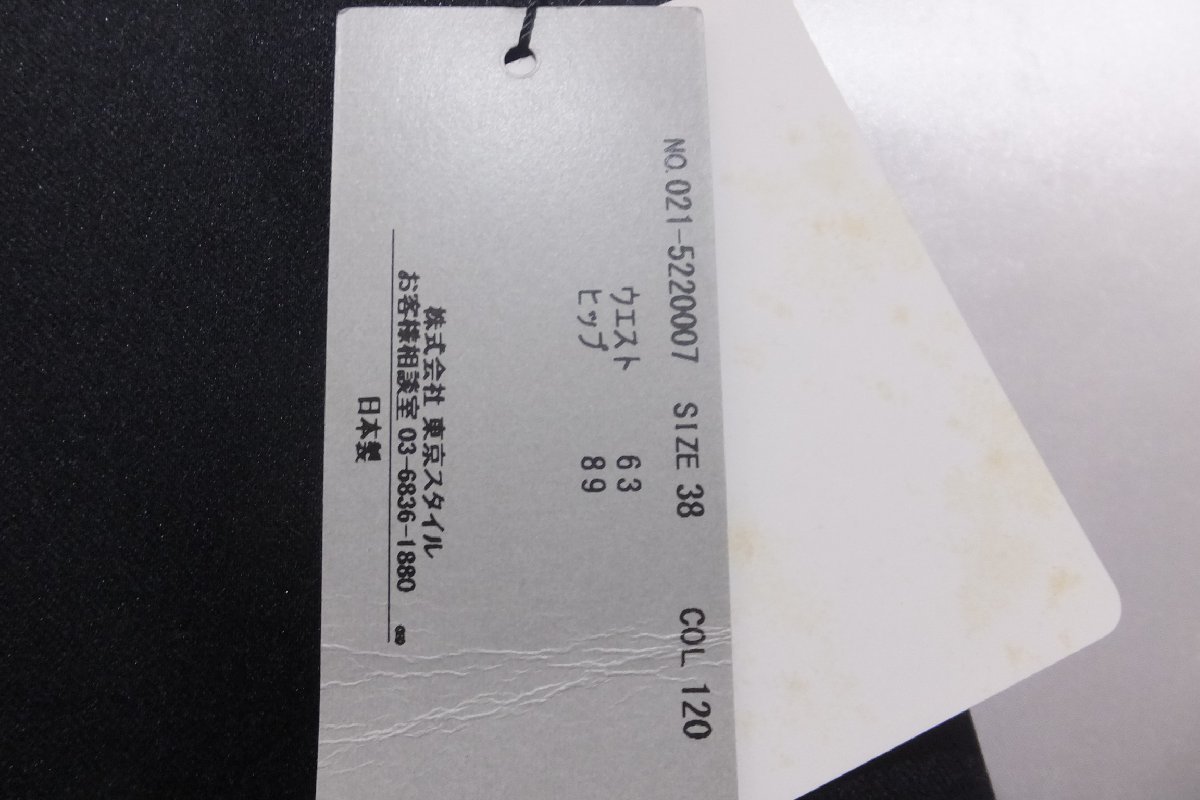 NO. 021-5220007 SIZE 38 COL 120
ウエスト 63
ヒップ 89
株式会社 東京スタイル
お客様相談室 03-6836-1880
日本製